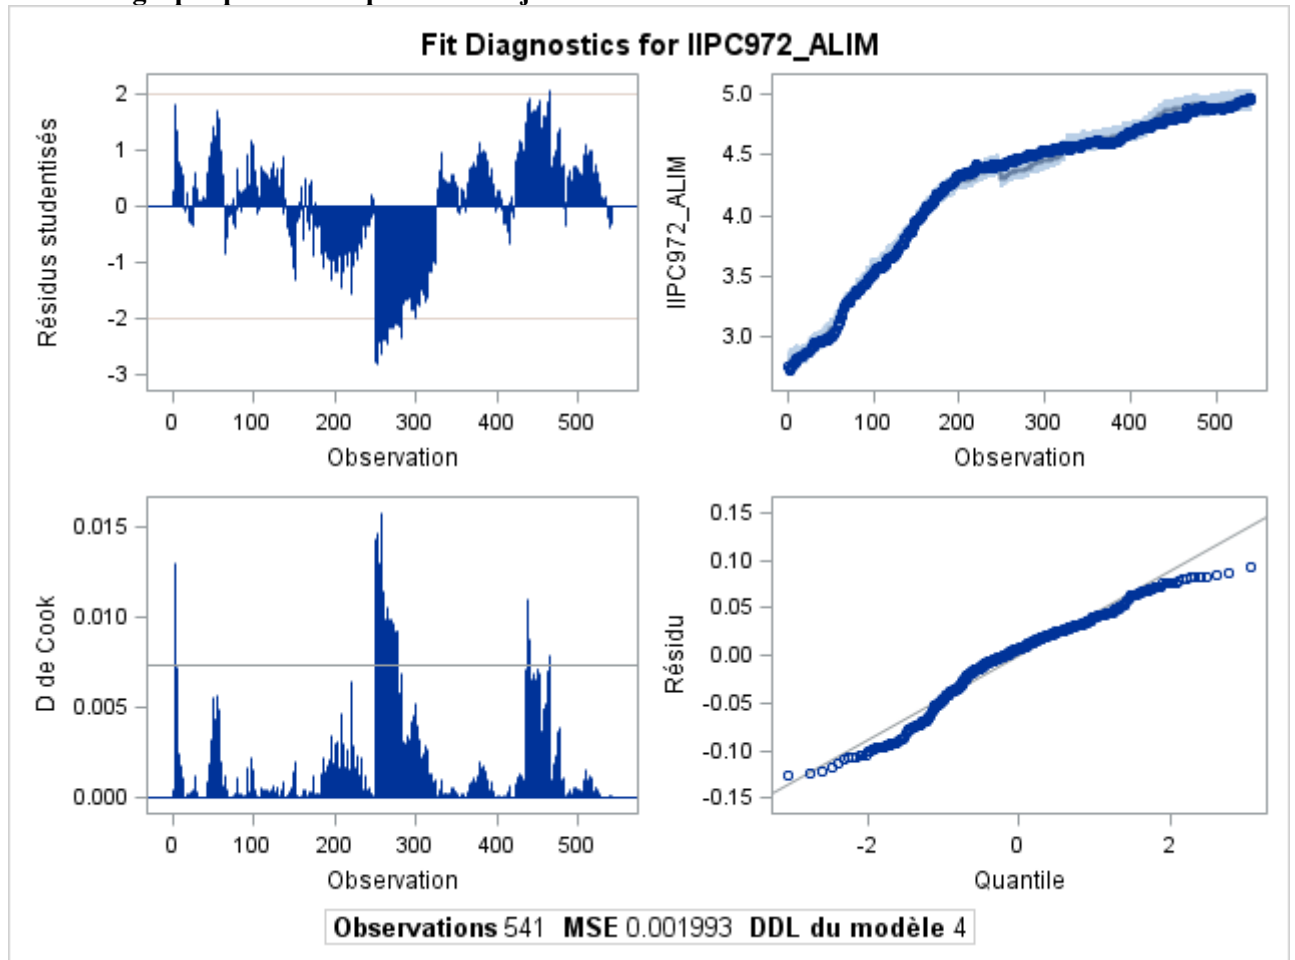 Fit Diagnostics for IIPC972_ALIM
Résidus studentisés
2
1
0
-1
-2
-3
0 100 200 300 400 500
Observation
IIPC972_ALIM
5.0
4.5
4.0
3.5
3.0
0 100 200 300 400 500
Observation
D de Cook
0.015
0.010
0.005
0.000
0 100 200 300 400 500
Observation
Résidu
0.15
0.10
0.05
0.00
-0.05
-0.10
-0.15
-2 0 2
Quantile
Observations 541 MSE 0.001993 DDL du modèle 4